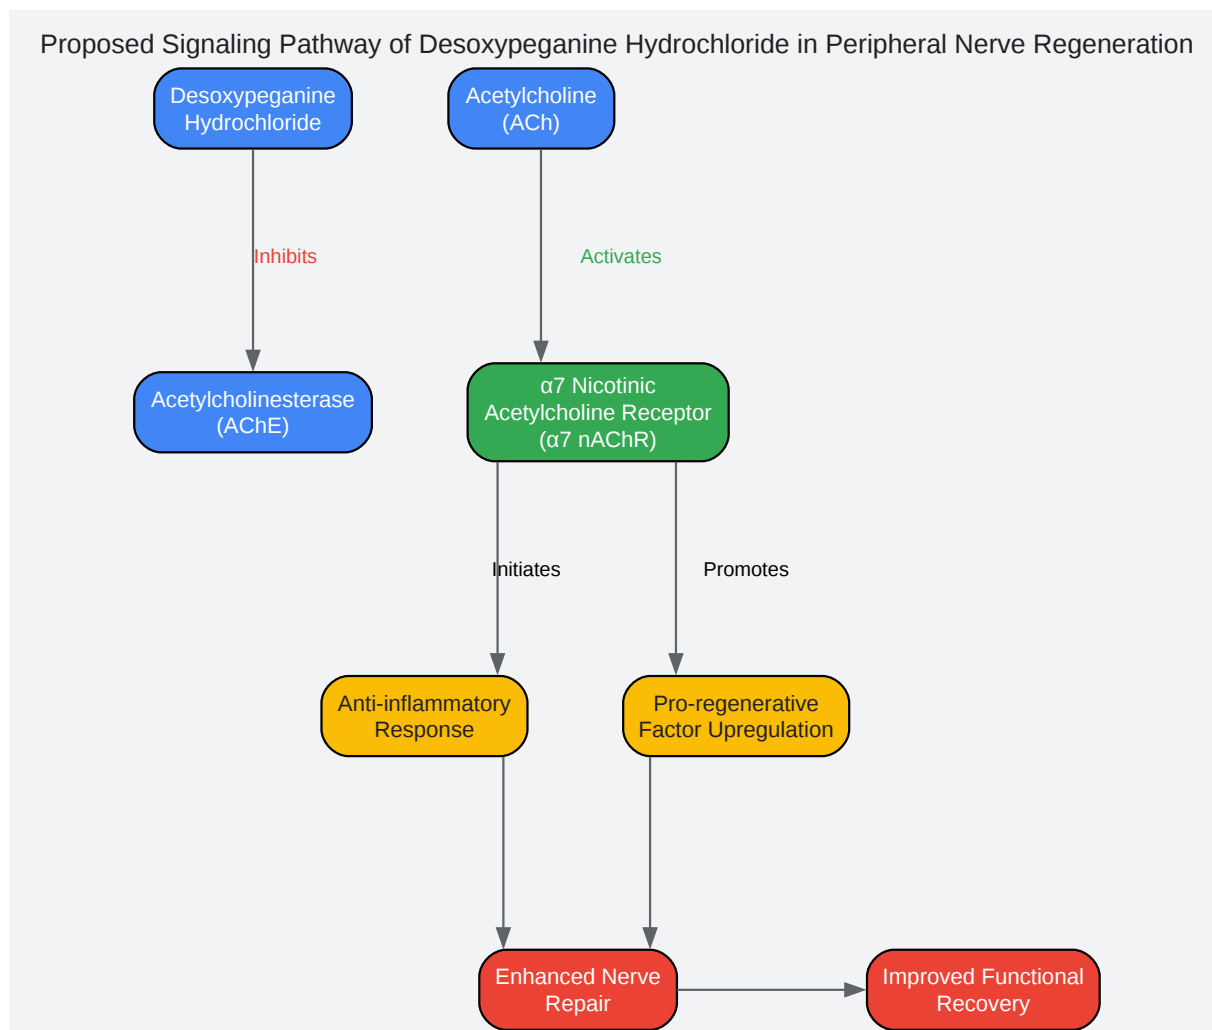 Proposed Signaling Pathway of Desoxypeganine Hydrochloride in Peripheral Nerve Regeneration
Desoxypeganine
Hydrochloride
Acetylcholine
(ACh)
Inhibits
Activates
Acetylcholinesterase
(AChE)
α7 Nicotinic
Acetylcholine Receptor
(α7 nAChR)
Initiates
Promotes
Anti-inflammatory
Response
Pro-regenerative
Factor Upregulation
Enhanced Nerve
Repair
Improved Functional
Recovery